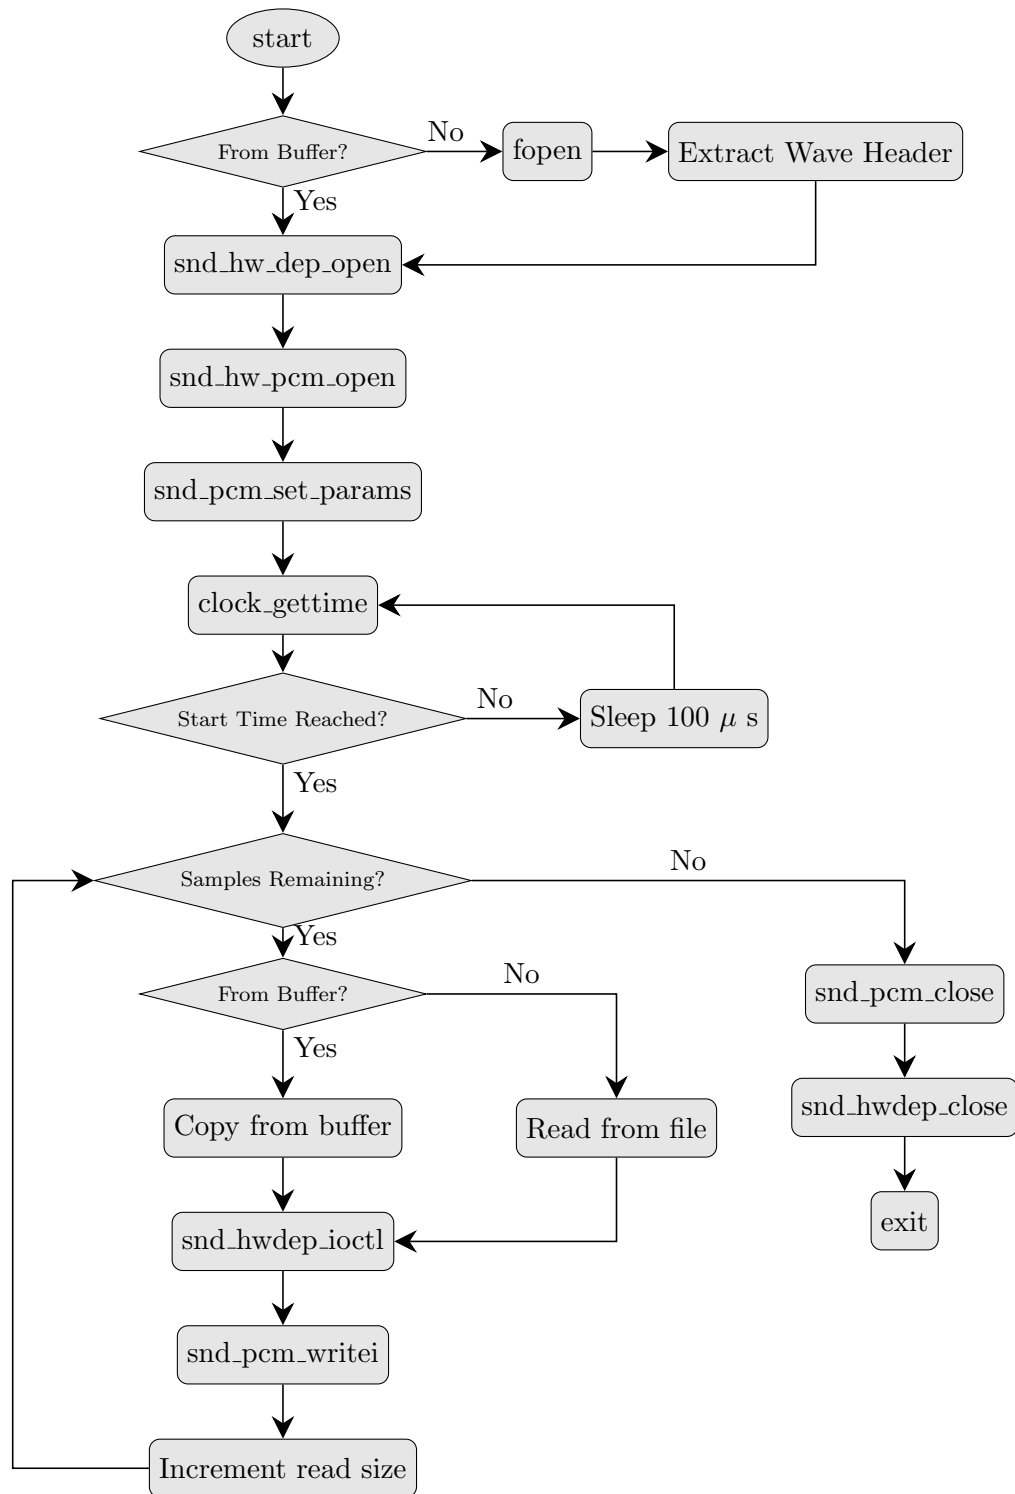 start
From Buffer?
No
fopen
Extract Wave Header
Yes
snd_hw_dep_open
snd_hw_pcm_open
snd_pcm_set_params
clock_gettime
Start Time Reached?
No
Sleep 100 μ s
Yes
Samples Remaining?
No
Yes
From Buffer?
No
snd_pcm_close
Yes
snd_hwdep_close
Copy from buffer
Read from file
snd_hwdep_ioctl
exit
snd_pcm_writei
Increment read size